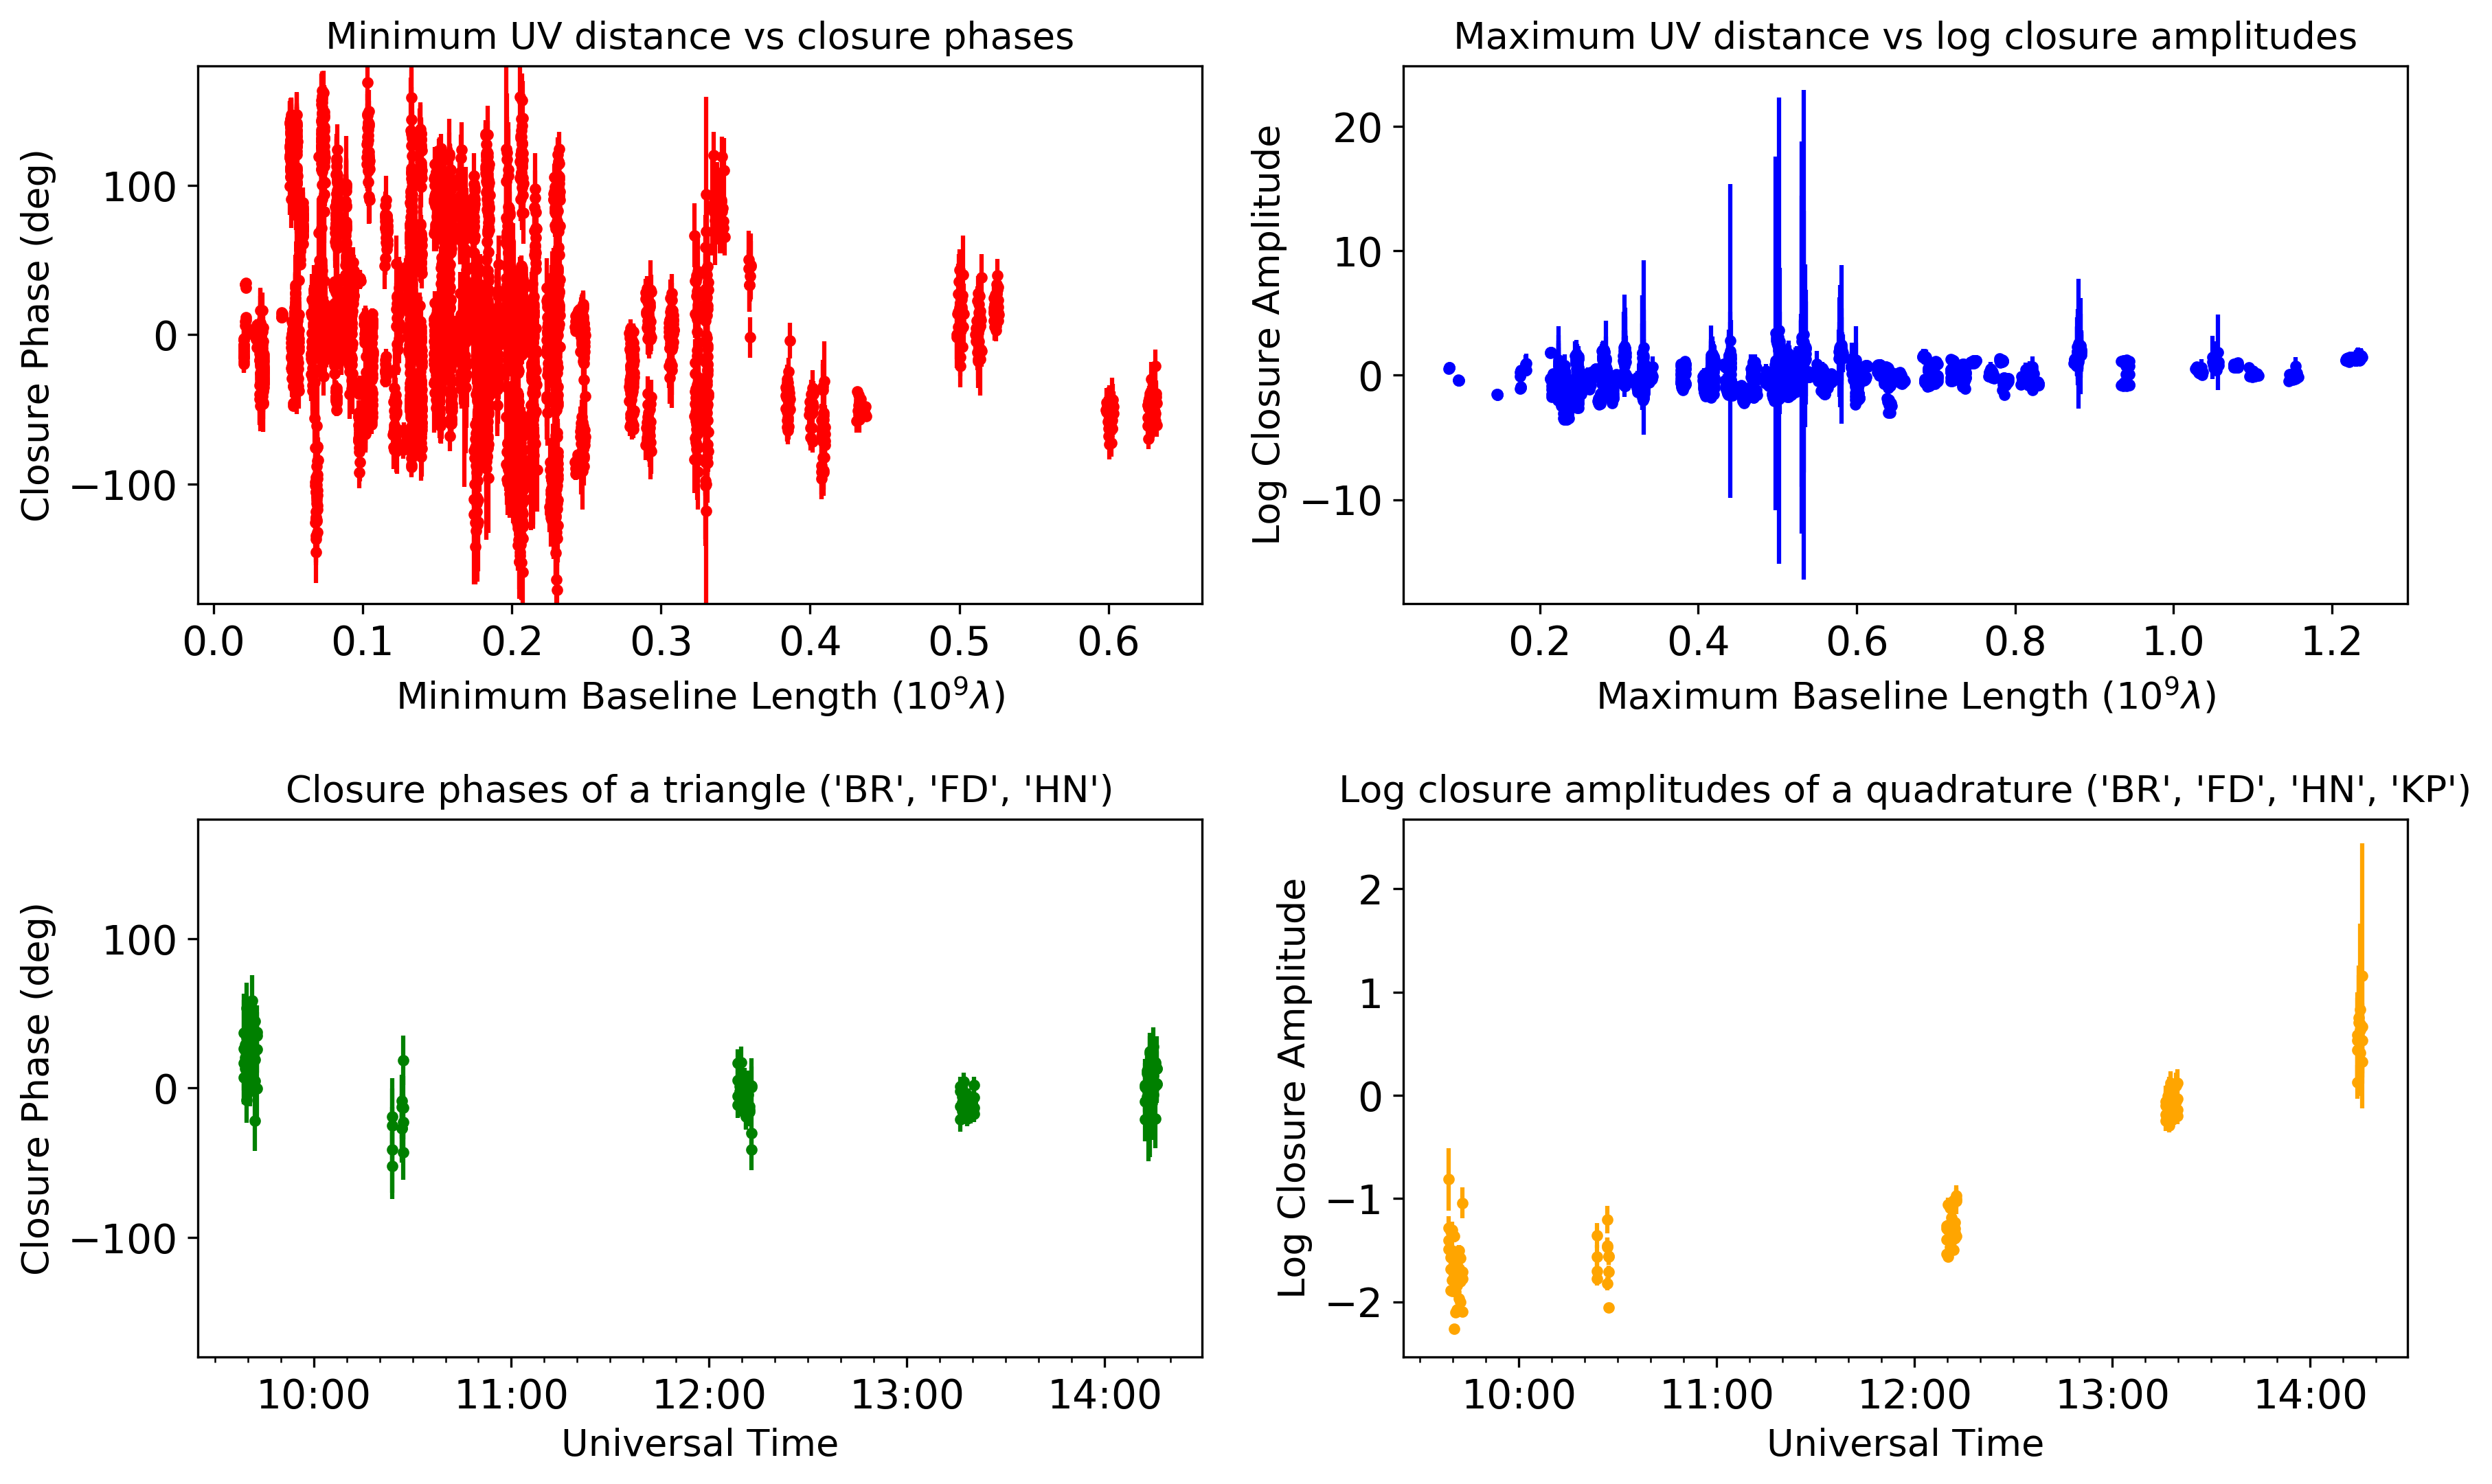 Minimum UV distance vs closure phases
Closure Phase (deg)
100
0
−100
0.0 0.1 0.2 0.3 0.4 0.5 0.6
Minimum Baseline Length (10⁹λ)
Maximum UV distance vs log closure amplitudes
Log Closure Amplitude
20
10
0
−10
0.2 0.4 0.6 0.8 1.0 1.2
Maximum Baseline Length (10⁹λ)
Closure phases of a triangle ('BR', 'FD', 'HN')
Closure Phase (deg)
100
0
−100
10:00 11:00 12:00 13:00 14:00
Universal Time
Log closure amplitudes of a quadrature ('BR', 'FD', 'HN', 'KP')
Log Closure Amplitude
2
1
0
−1
−2
10:00 11:00 12:00 13:00 14:00
Universal Time